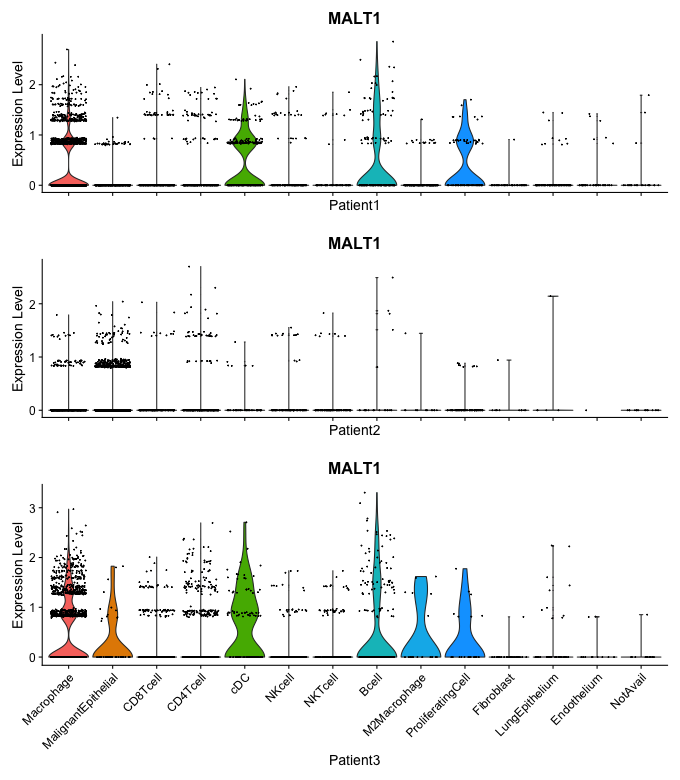 MALT1
Expression Level
2
1
0
Patient1
MALT1
Expression Level
2
1
0
Patient2
MALT1
Expression Level
3
2
1
0
Macrophage
MalignantEpithelial
CD8Tcell
CD4Tcell
cDC
NKcell
NKTcell
Bcell
M2Macrophage
ProliferatingCell
Fibroblast
LungEpithelium
Endothelium
NotAvail
Patient3